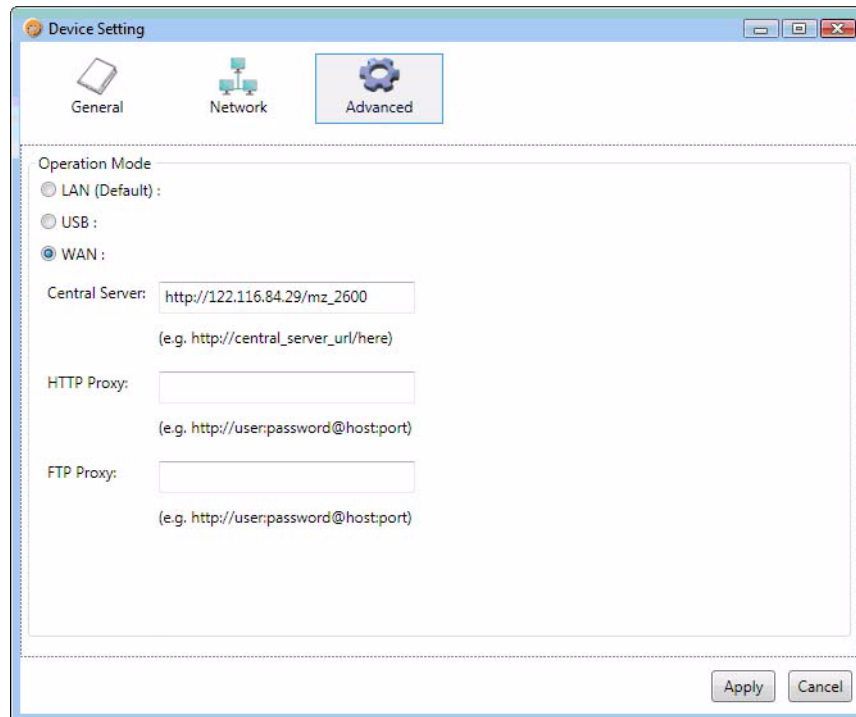 Device Setting
General Network Advanced
Operation Mode
LAN (Default) :
USB :
WAN :
Central Server: http://122.116.84.29/mz_2600
(e.g. http://central_server_url/here)
HTTP Proxy:
(e.g. http://user:password@host:port)
FTP Proxy:
(e.g. http://user:password@host:port)
Apply Cancel